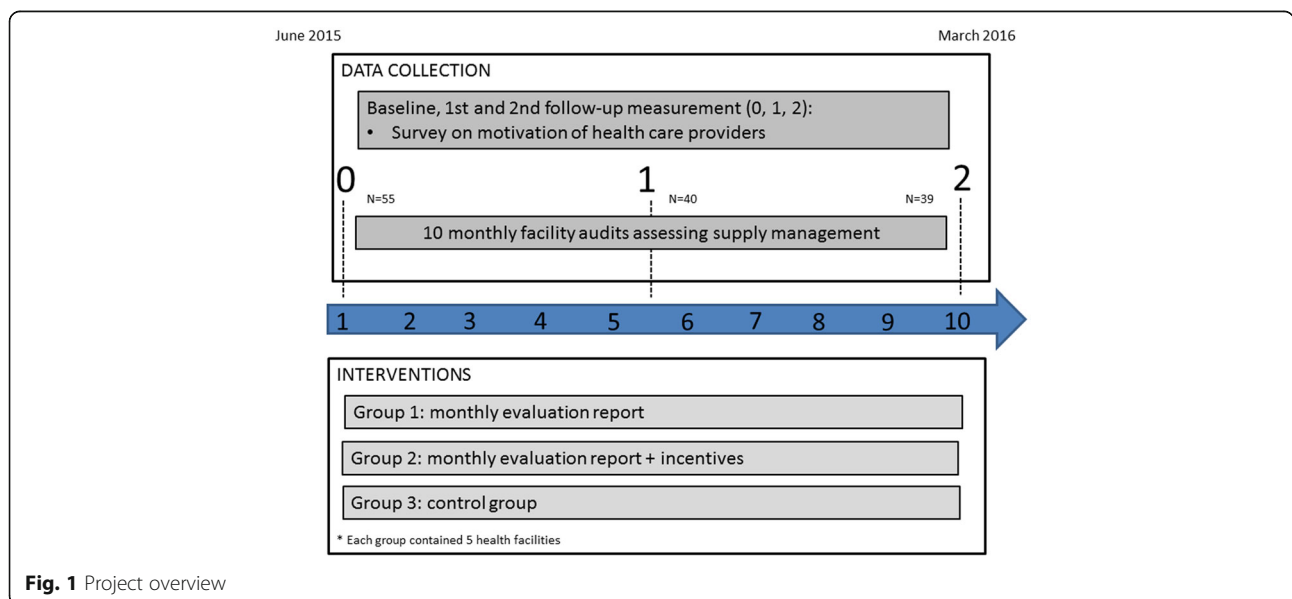 June 2015
March 2016
DATA COLLECTION
Baseline, 1st and 2nd follow-up measurement (0, 1, 2):
• Survey on motivation of health care providers
0
1
2
N=55
N=40
N=39
10 monthly facility audits assessing supply management
1 2 3 4 5 6 7 8 9 10
INTERVENTIONS
Group 1: monthly evaluation report
Group 2: monthly evaluation report + incentives
Group 3: control group
* Each group contained 5 health facilities
Fig. 1 Project overview